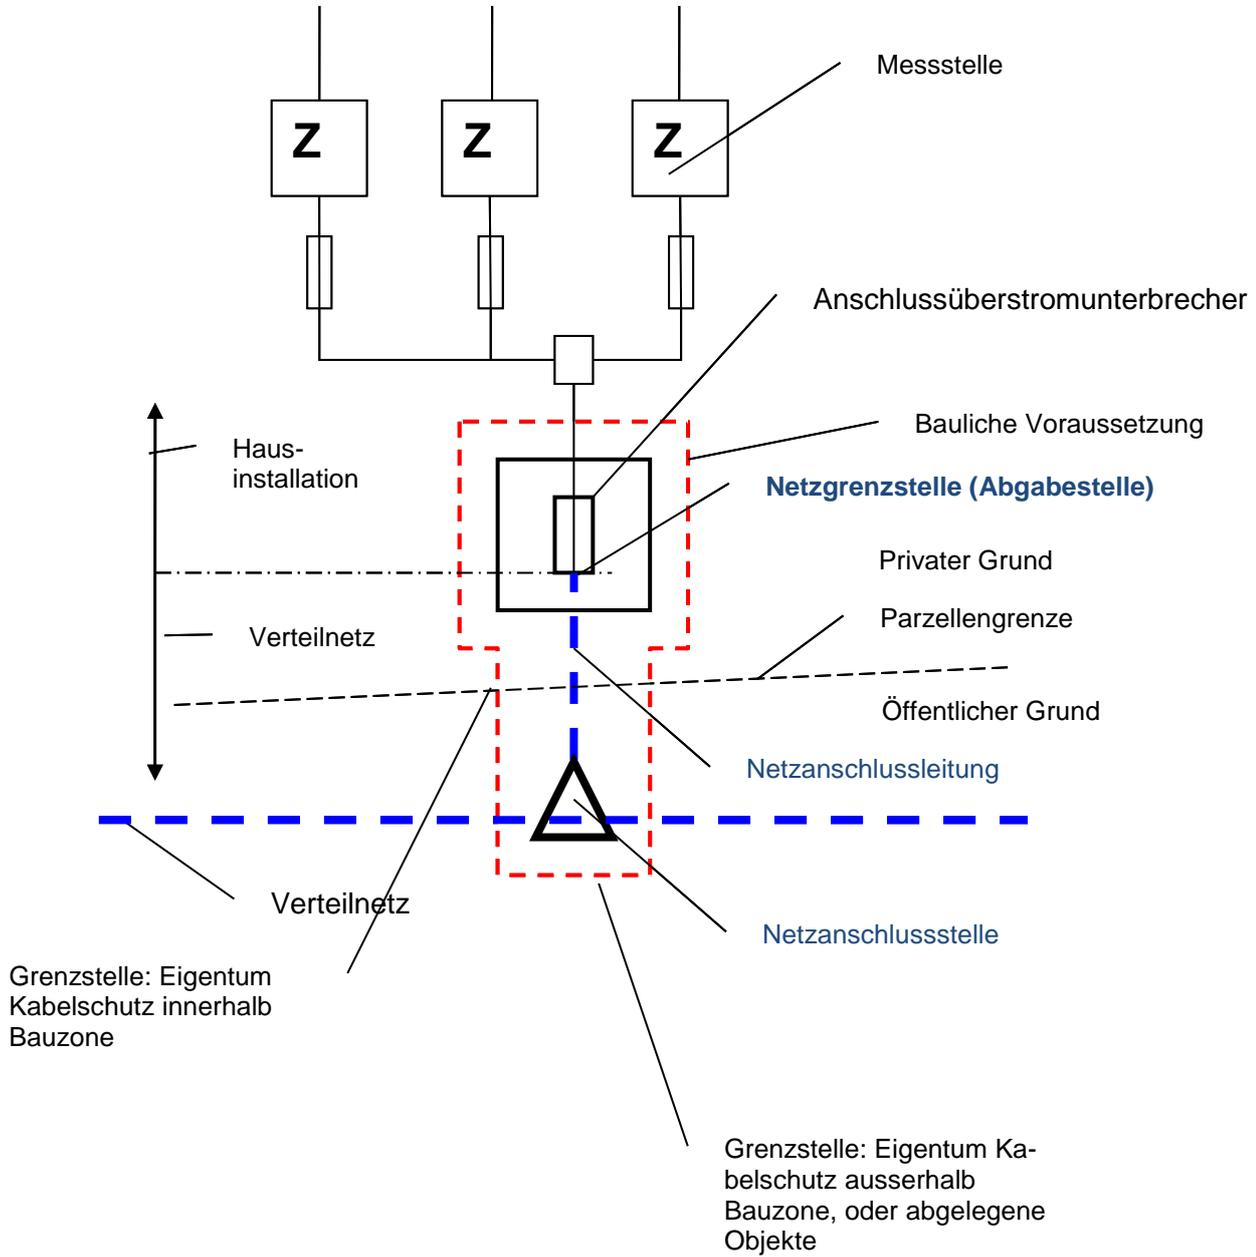 Messstelle
Z
Z
Z
Anschlussüberstromunterbrecher
Bauliche Voraussetzung
Haus-
installation
Netzgrenzstelle (Abgabestelle)
Privater Grund
Parzellengrenze
Verteilnetz
Öffentlicher Grund
Netzanschlussleitung
Verteilnetz
Netzanschlussstelle
Grenzstelle: Eigentum
Kabelschutz innerhalb
Bauzone
Grenzstelle: Eigentum Ka-
belschutz ausserhalb
Bauzone, oder abgelegene
Objekte